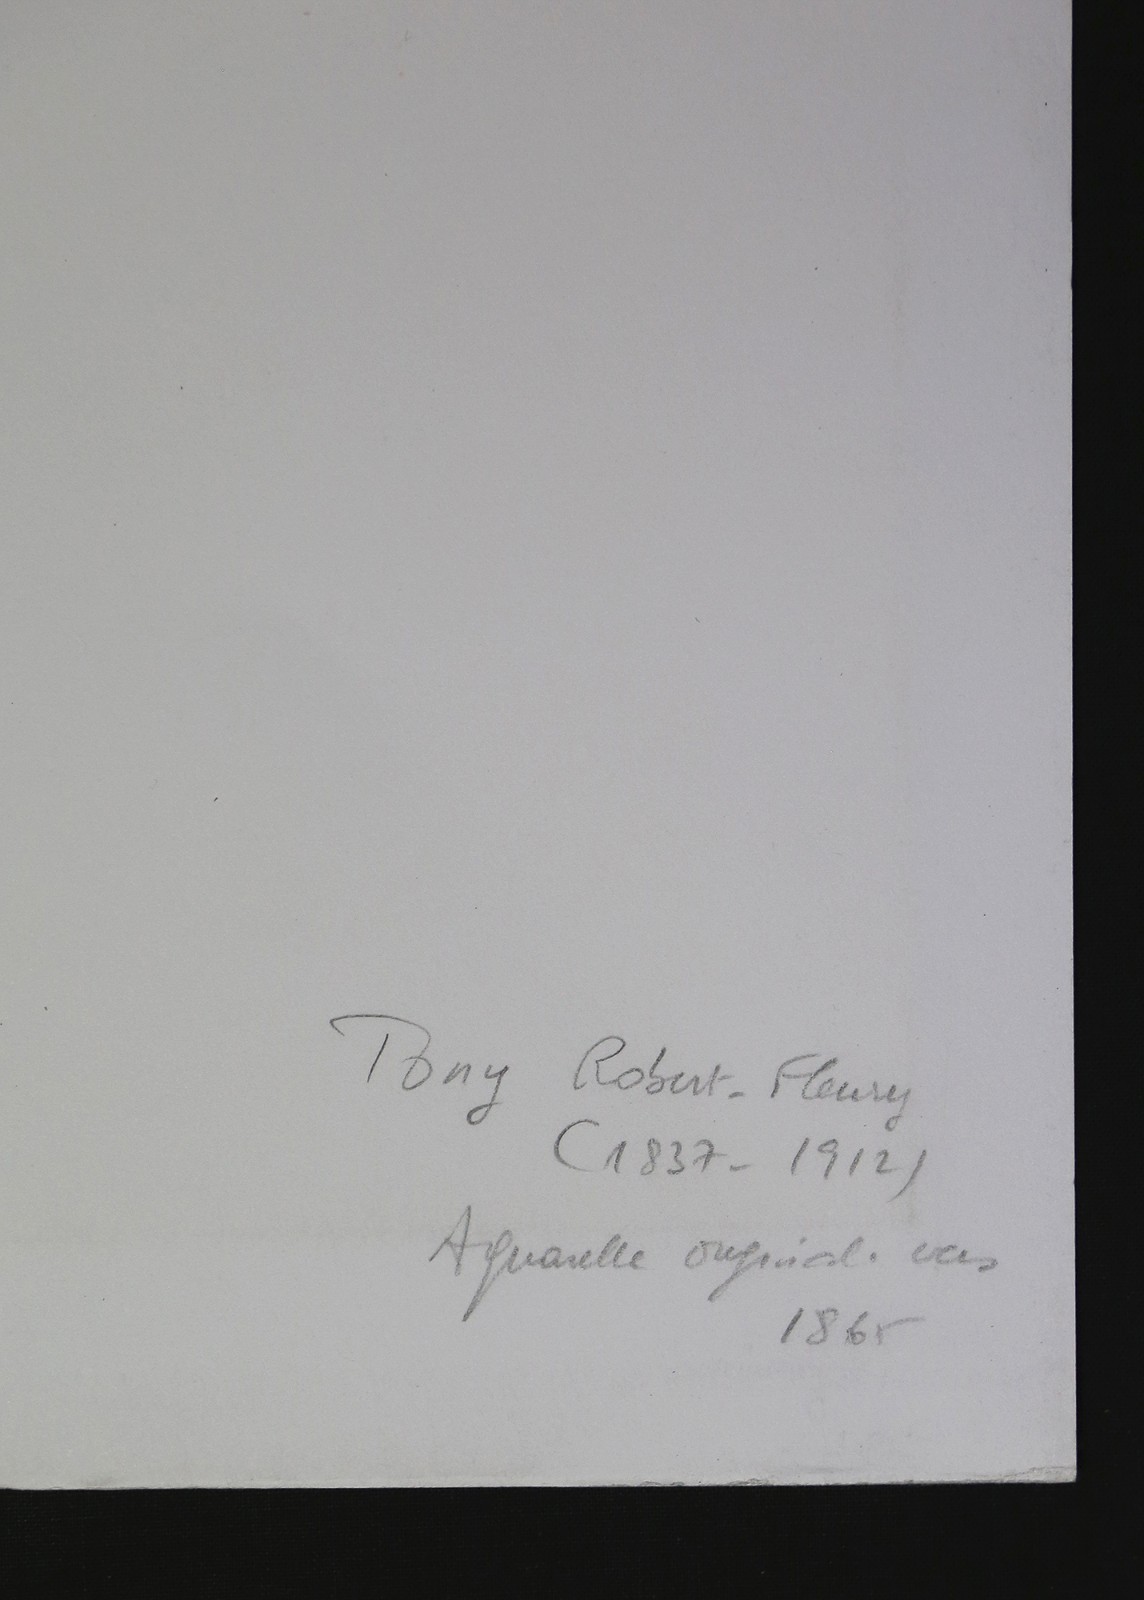 Tony Robert-Fleury
(1837-1912)
Aquarelle originale vers
1865